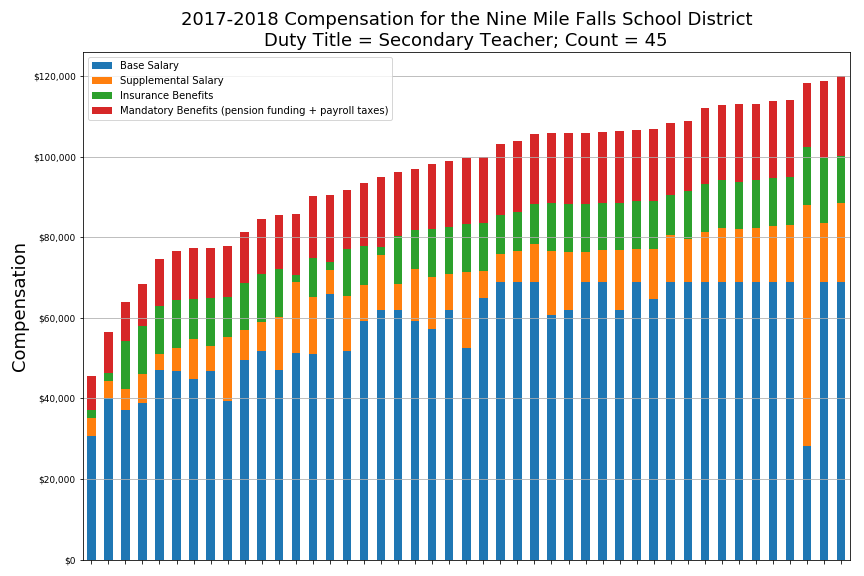 2017-2018 Compensation for the Nine Mile Falls School District
Duty Title = Secondary Teacher; Count = 45
Base Salary
Supplemental Salary
Insurance Benefits
Mandatory Benefits (pension funding + payroll taxes)
$120,000
$100,000
$80,000
$60,000
$40,000
$20,000
$0
Compensation